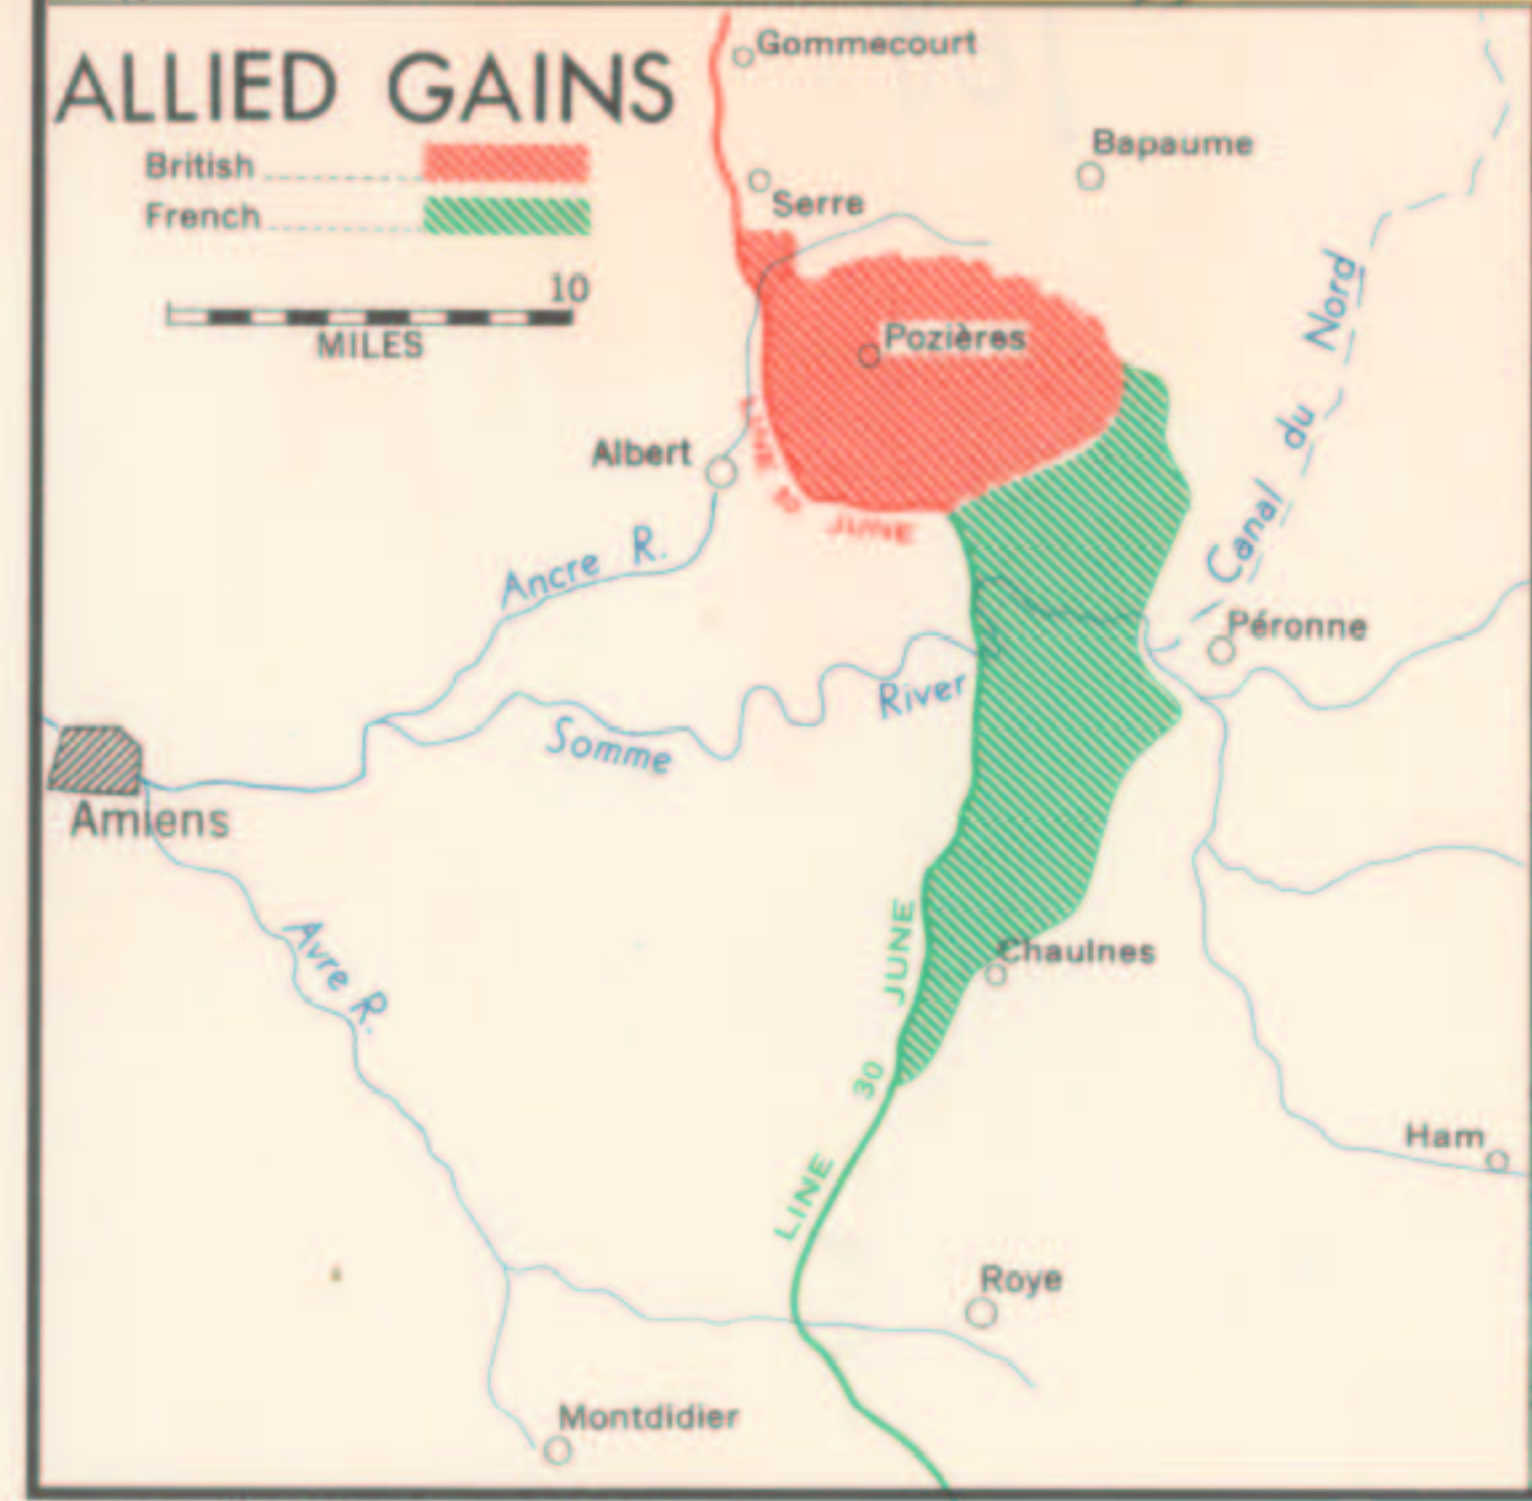 ALLIED GAINS
British
French
10
MILES
Gommecourt
Bapaume
Serre
Pozières
Canal du Nord
Albert
LINE 30 JUNE
Ancre R.
Péronne
Somme River
Amiens
Avre R.
Chaulnes
LINE 30 JUNE
Ham
Roye
Montdidier